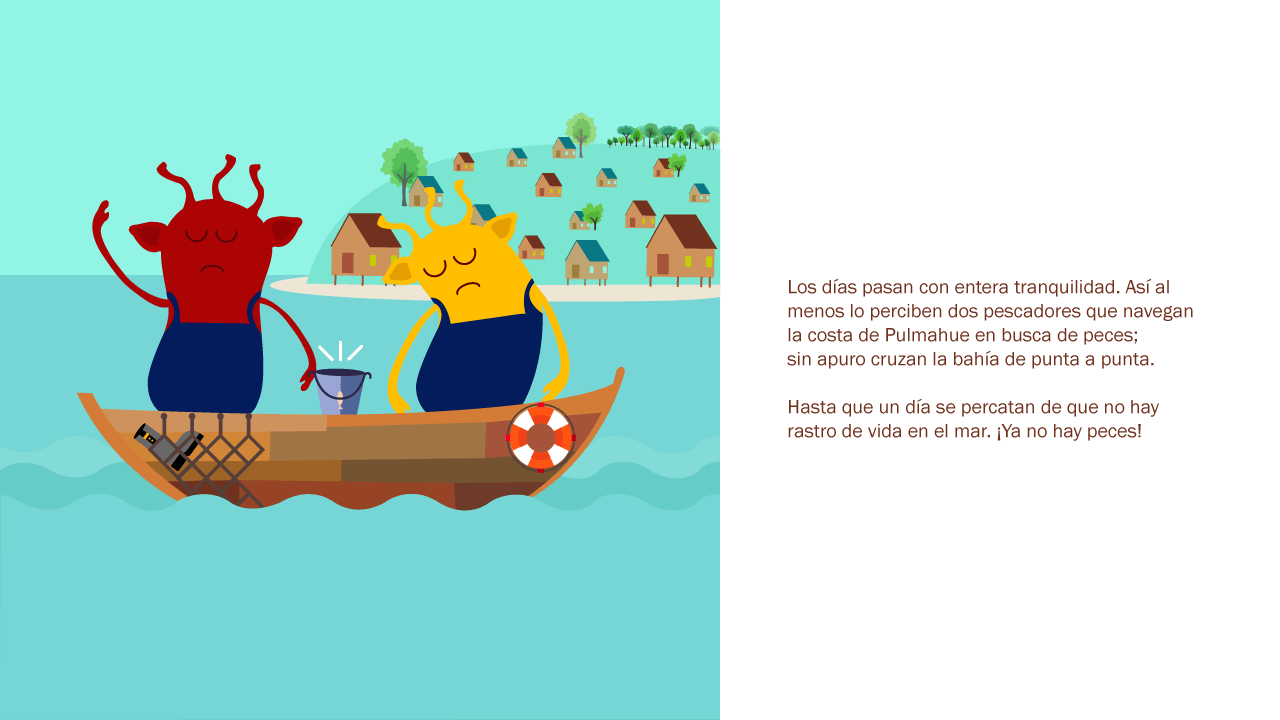 Los días pasan con entera tranquilidad. Así al
menos lo perciben dos pescadores que navegan
la costa de Pulmahue en busca de peces;
sin apuro cruzan la bahía de punta a punta.
Hasta que un día se percatan de que no hay
rastro de vida en el mar. ¡Ya no hay peces!